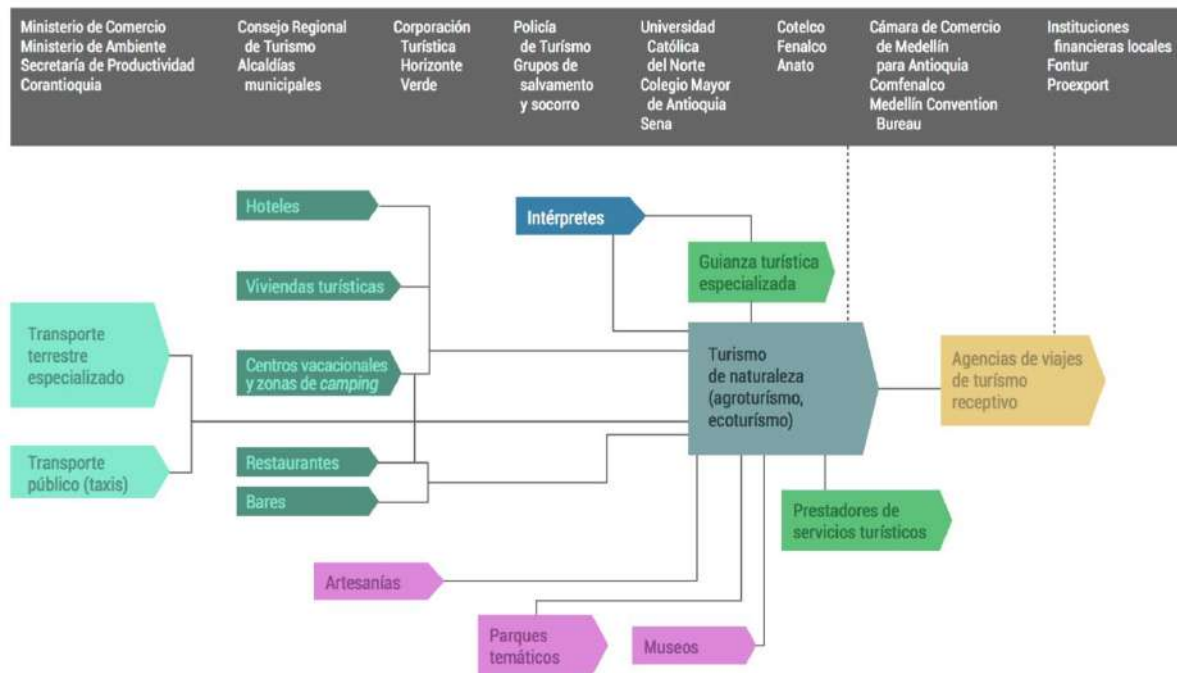 Ministerio de Comercio
Ministerio de Ambiente
Secretaría de Productividad
Corantioquia
Consejo Regional
de Turismo
Alcaldías
municipales
Corporación
Turística
Horizonte
Verde
Policía
de Turísmo
Grupos de
salvamento
y socorro
Universidad
Católica
del Norte
Colegio Mayor
de Antioquia
Sena
Cotelco
Fenalco
Anato
Cámara de Comercio
de Medellín
para Antioquia
Comfenalco
Medellín Convention
Bureau
Instituciones
financieras locales
Fontur
Proexport
Hoteles
Intérpretes
Guianza turística
especializada
Viviendas turísticas
Transporte
terrestre
especializado
Centros vacacionales
y zonas de camping
Turismo
de naturaleza
(agroturísmo,
ecoturísmo)
Agencias de viajes
de turismo
receptivo
Transporte
público (taxis)
Restaurantes
Bares
Prestadores de
servicios turísticos
Artesanías
Parques
temáticos
Museos